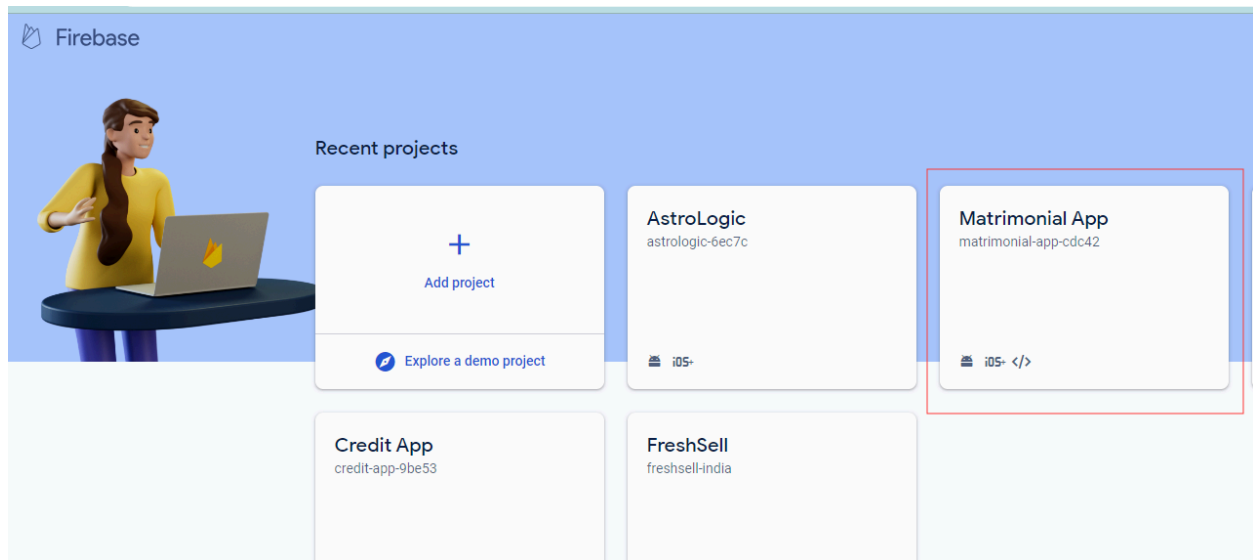 Firebase
Recent projects
Add project
Explore a demo project
AstroLogic
astrologic-6ec7c
iOS+
Matrimonial App
matrimonial-app-cdc42
iOS+ </>
Credit App
credit-app-9be53
FreshSell
freshsell-india